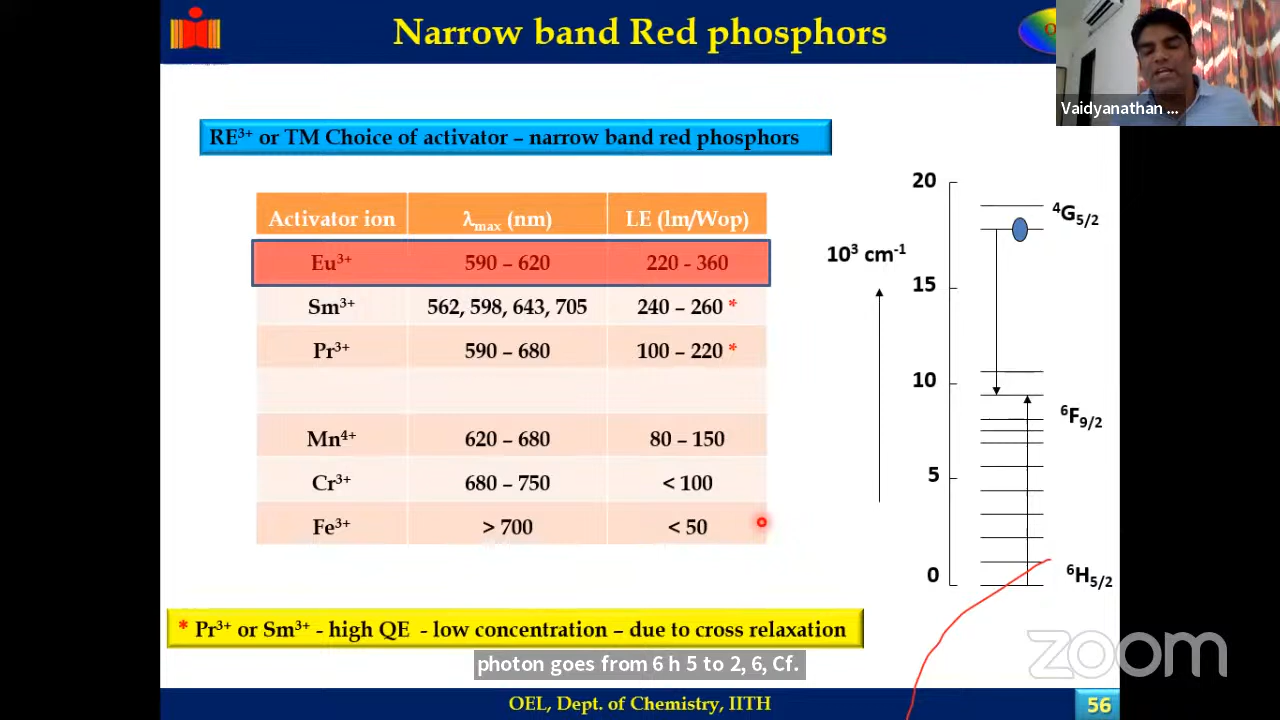 Narrow band Red phosphors
Vaidyanathan ...
RE³⁺ or TM Choice of activator – narrow band red phosphors
Activator ion λmax (nm) LE (lm/Wop)
Eu³⁺ 590 – 620 220 - 360
Sm³⁺ 562, 598, 643, 705 240 – 260 *
Pr³⁺ 590 – 680 100 – 220 *
Mn⁴⁺ 620 – 680 80 – 150
Cr³⁺ 680 – 750 < 100
Fe³⁺ > 700 < 50
20
⁴G5/2
10³ cm⁻¹
15
10
⁶F9/2
5
0
⁶H5/2
* Pr³⁺ or Sm³⁺ - high QE - low concentration – due to cross relaxation
zoom
photon goes from 6 h 5 to 2, 6, Cf.
OEL, Dept. of Chemistry, IITH
56